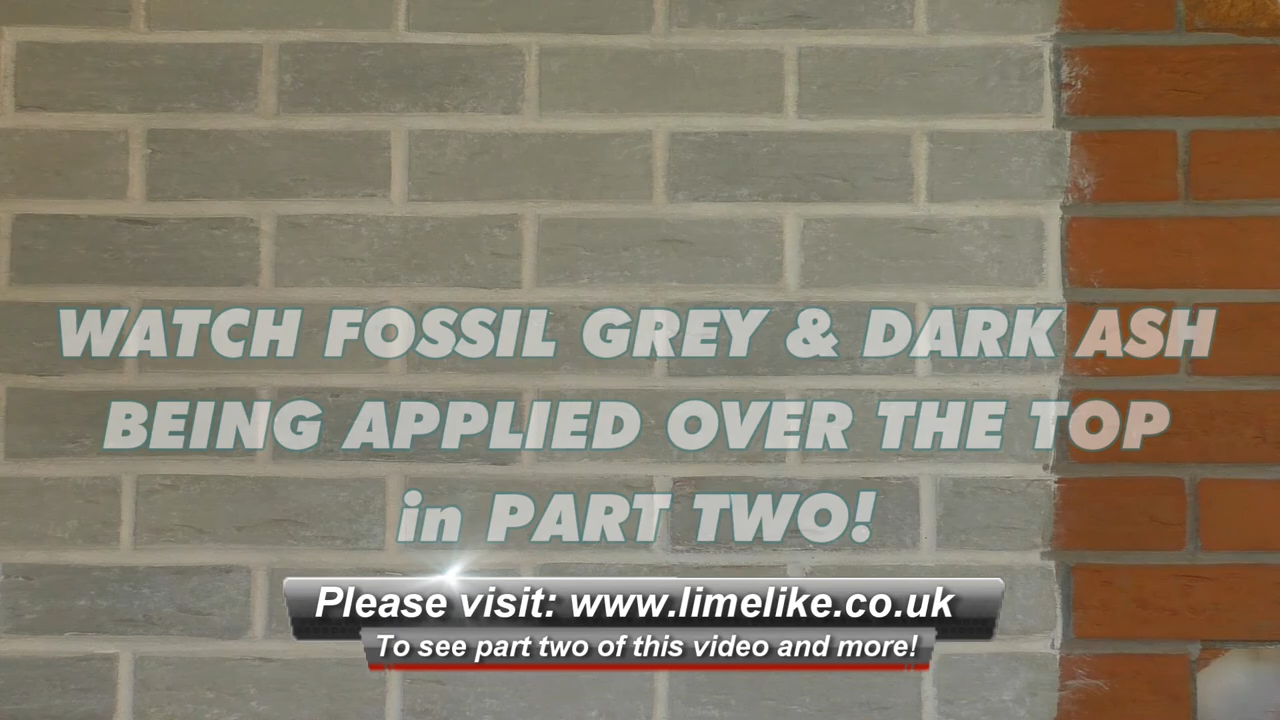 WATCH FOSSIL GREY & DARK ASH
BEING APPLIED OVER THE TOP
in PART TWO!
Please visit: www.limelike.co.uk
To see part two of this video and more!